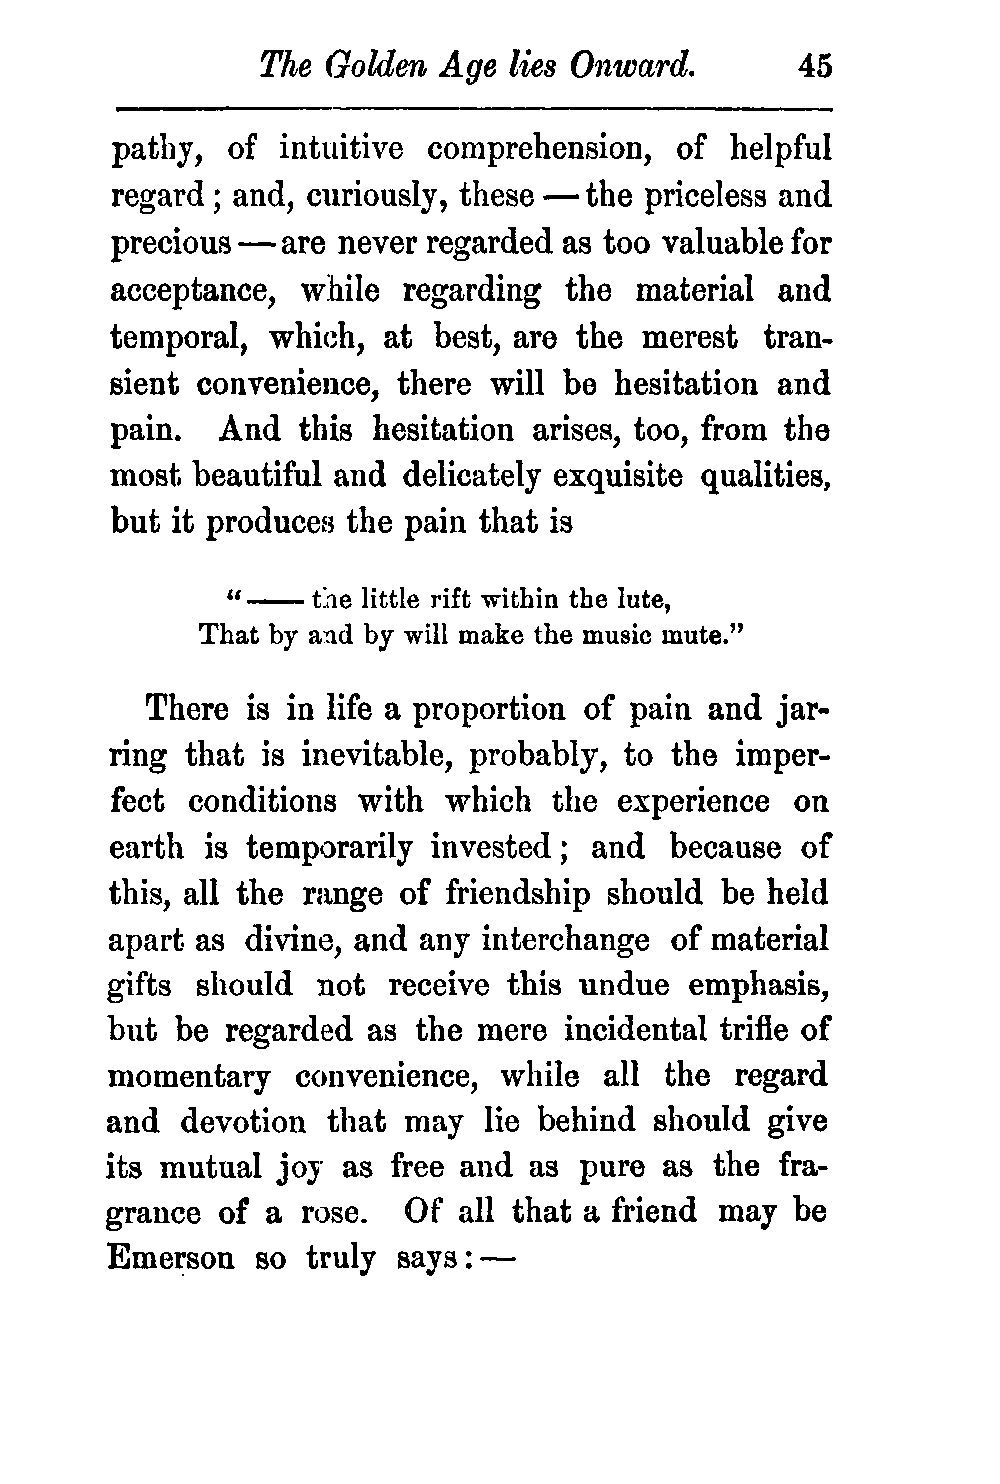 The Golden Age lies Onward. 45
pathy, of intuitive comprehension, of helpful
regard ; and, curiously, these — the priceless and
precious — are never regarded as too valuable for
acceptance, while regarding the material and
temporal, which, at best, are the merest tran-
sient convenience, there will be hesitation and
pain. And this hesitation arises, too, from the
most beautiful and delicately exquisite qualities,
but it produces the pain that is
“ —— the little rift within the lute,
That by and by will make the music mute.”
There is in life a proportion of pain and jar-
ring that is inevitable, probably, to the imper-
fect conditions with which the experience on
earth is temporarily invested ; and because of
this, all the range of friendship should be held
apart as divine, and any interchange of material
gifts should not receive this undue emphasis,
but be regarded as the mere incidental trifle of
momentary convenience, while all the regard
and devotion that may lie behind should give
its mutual joy as free and as pure as the fra-
grance of a rose. Of all that a friend may be
Emerson so truly says : —